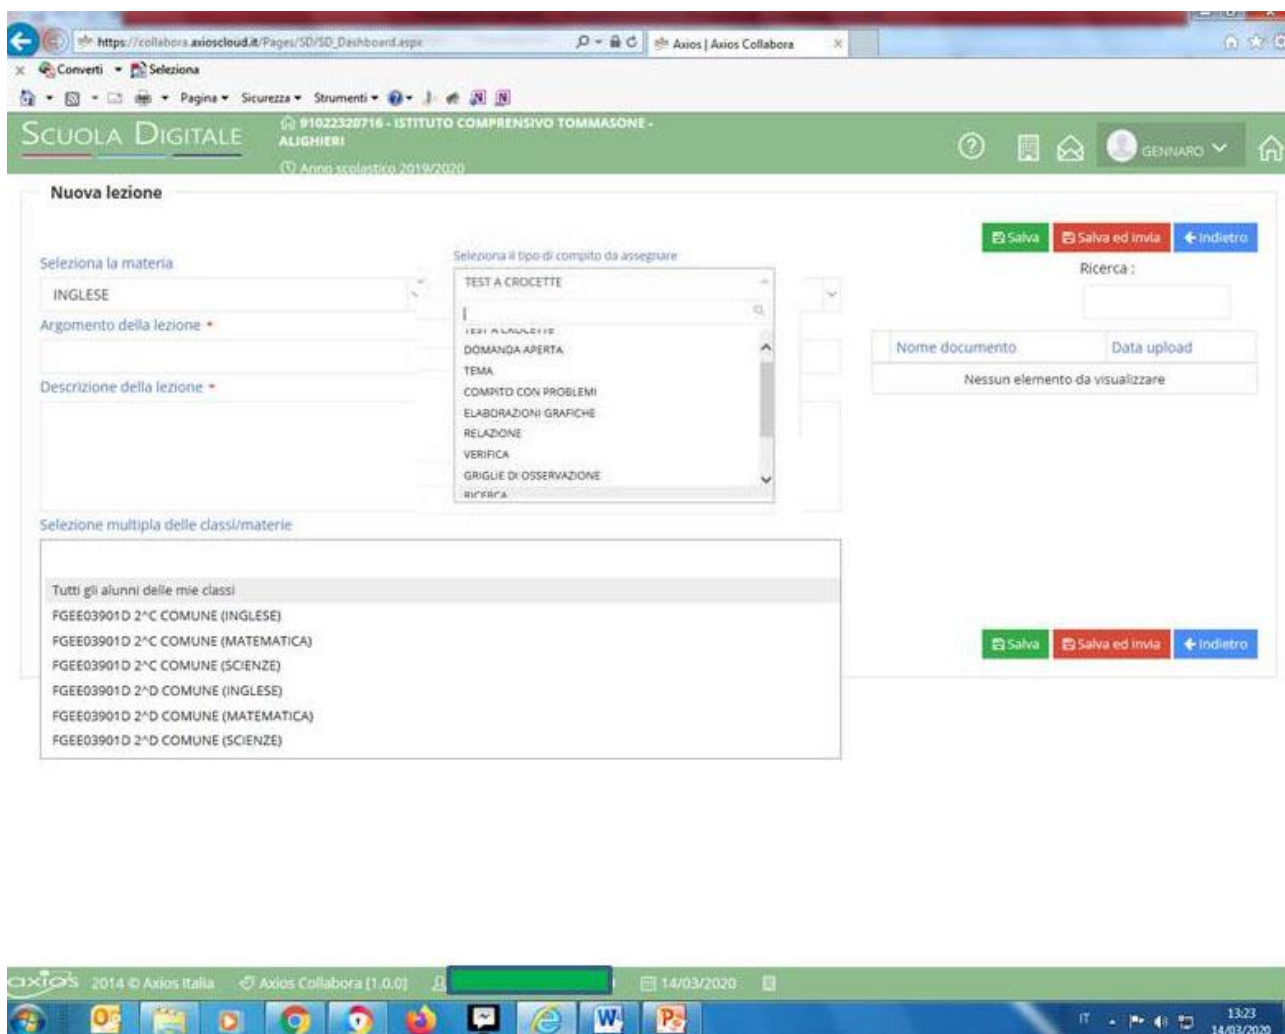 https://collabora.axioscloud.it/Pages/SD/SD_Dashboard.aspx
Axios | Axios Collabora
Converti
Seleziona
Pagina
Sicurezza
Strumenti
SCUOLA DIGITALE
91022320716 - ISTITUTO COMPRENSIVO TOMMASONE -
ALIGHIERI
Anno scolastico 2019/2020
GENNARO
Nuova lezione
Salva
Salva ed invia
Indietro
Seleziona la materia
INGLESE
Seleziona il tipo di compito da assegnare
TEST A CROCETTE
TEST A CROCETTE
DOMANDA APERTA
TEMA
COMPITO CON PROBLEMI
ELABORAZIONI GRAFICHE
RELAZIONE
VERIFICA
GRIGLIE DI OSSERVAZIONE
RICERCA
Ricerca :
Argomento della lezione *
Nome documento
Data upload
Nessun elemento da visualizzare
Descrizione della lezione *
Selezione multipla delle classi/materie
Tutti gli alunni delle mie classi
FGEE03901D 2^C COMUNE (INGLESE)
FGEE03901D 2^C COMUNE (MATEMATICA)
FGEE03901D 2^C COMUNE (SCIENZE)
FGEE03901D 2^D COMUNE (INGLESE)
FGEE03901D 2^D COMUNE (MATEMATICA)
FGEE03901D 2^D COMUNE (SCIENZE)
Salva
Salva ed invia
Indietro
axios 2014 © Axios Italia
Axios Collabora [1.0.0]
14/03/2020
IT
13:23
14/03/2020